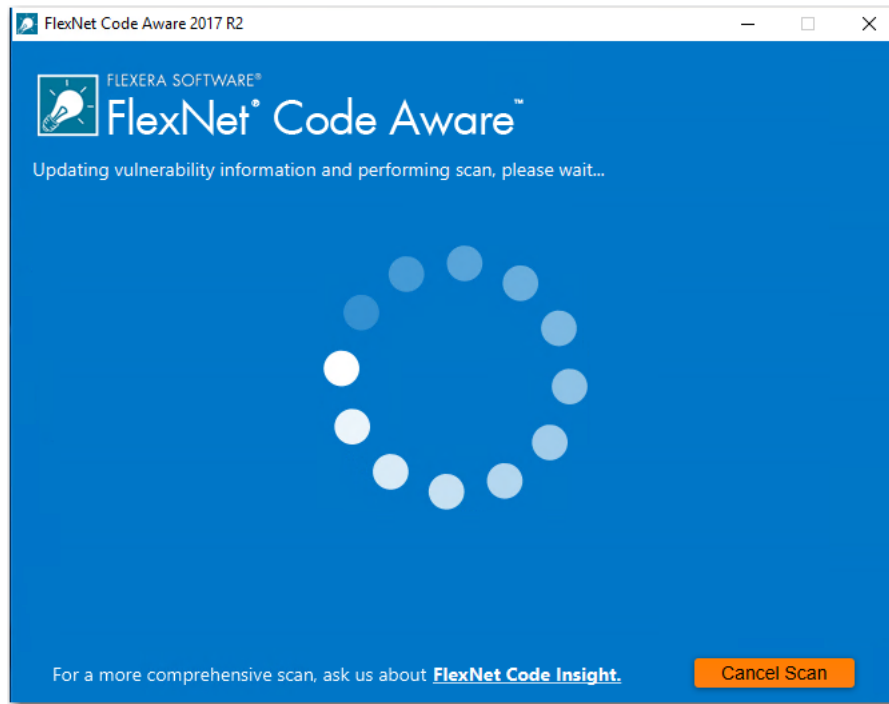 FlexNet Code Aware 2017 R2
FLEXERA SOFTWARE®
FlexNet® Code Aware™
Updating vulnerability information and performing scan, please wait...
For a more comprehensive scan, ask us about FlexNet Code Insight.
Cancel Scan